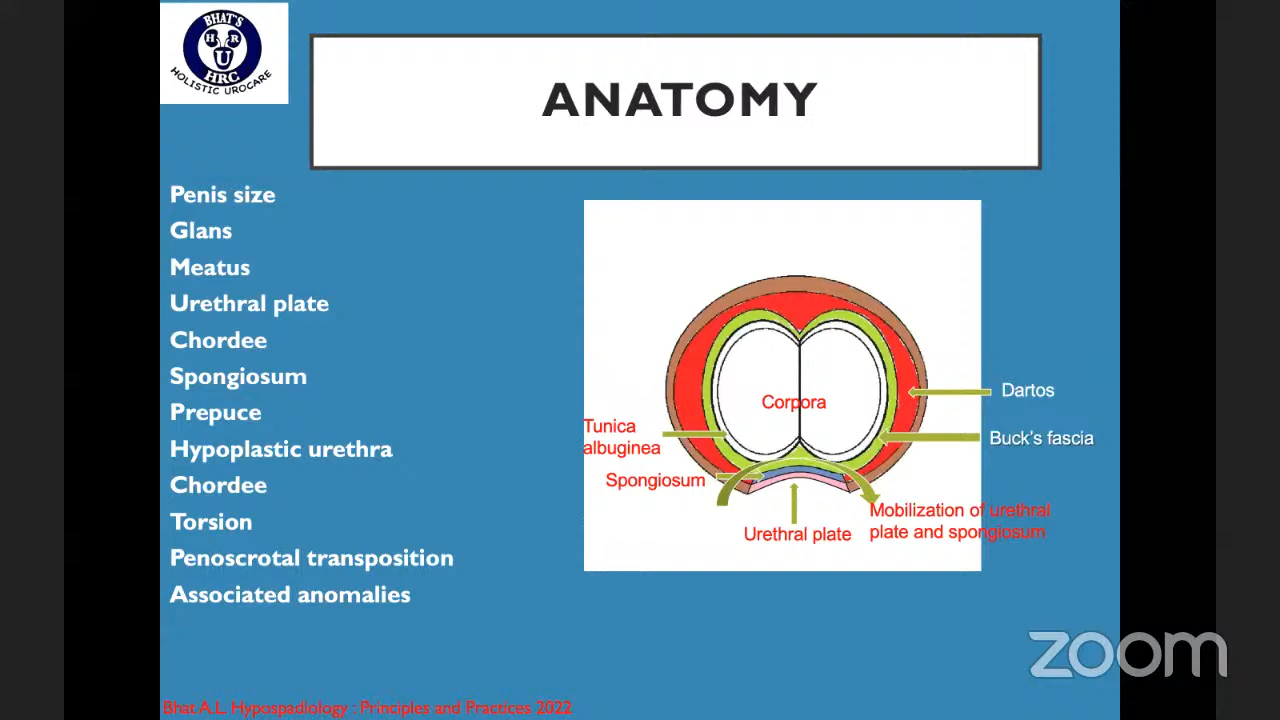 BHAT'S
H R
U
HRC
HOLISTIC UROCARE
ANATOMY
Penis size
Glans
Meatus
Urethral plate
Chordee
Spongiosum
Prepuce
Hypoplastic urethra
Chordee
Torsion
Penoscrotal transposition
Associated anomalies
Corpora
Tunica
albuginea
Spongiosum
Urethral plate
Dartos
Buck's fascia
Mobilization of urethral
plate and spongiosum
Bhat A.L. Hypospadiology : Principles and Practices 2022
zoom